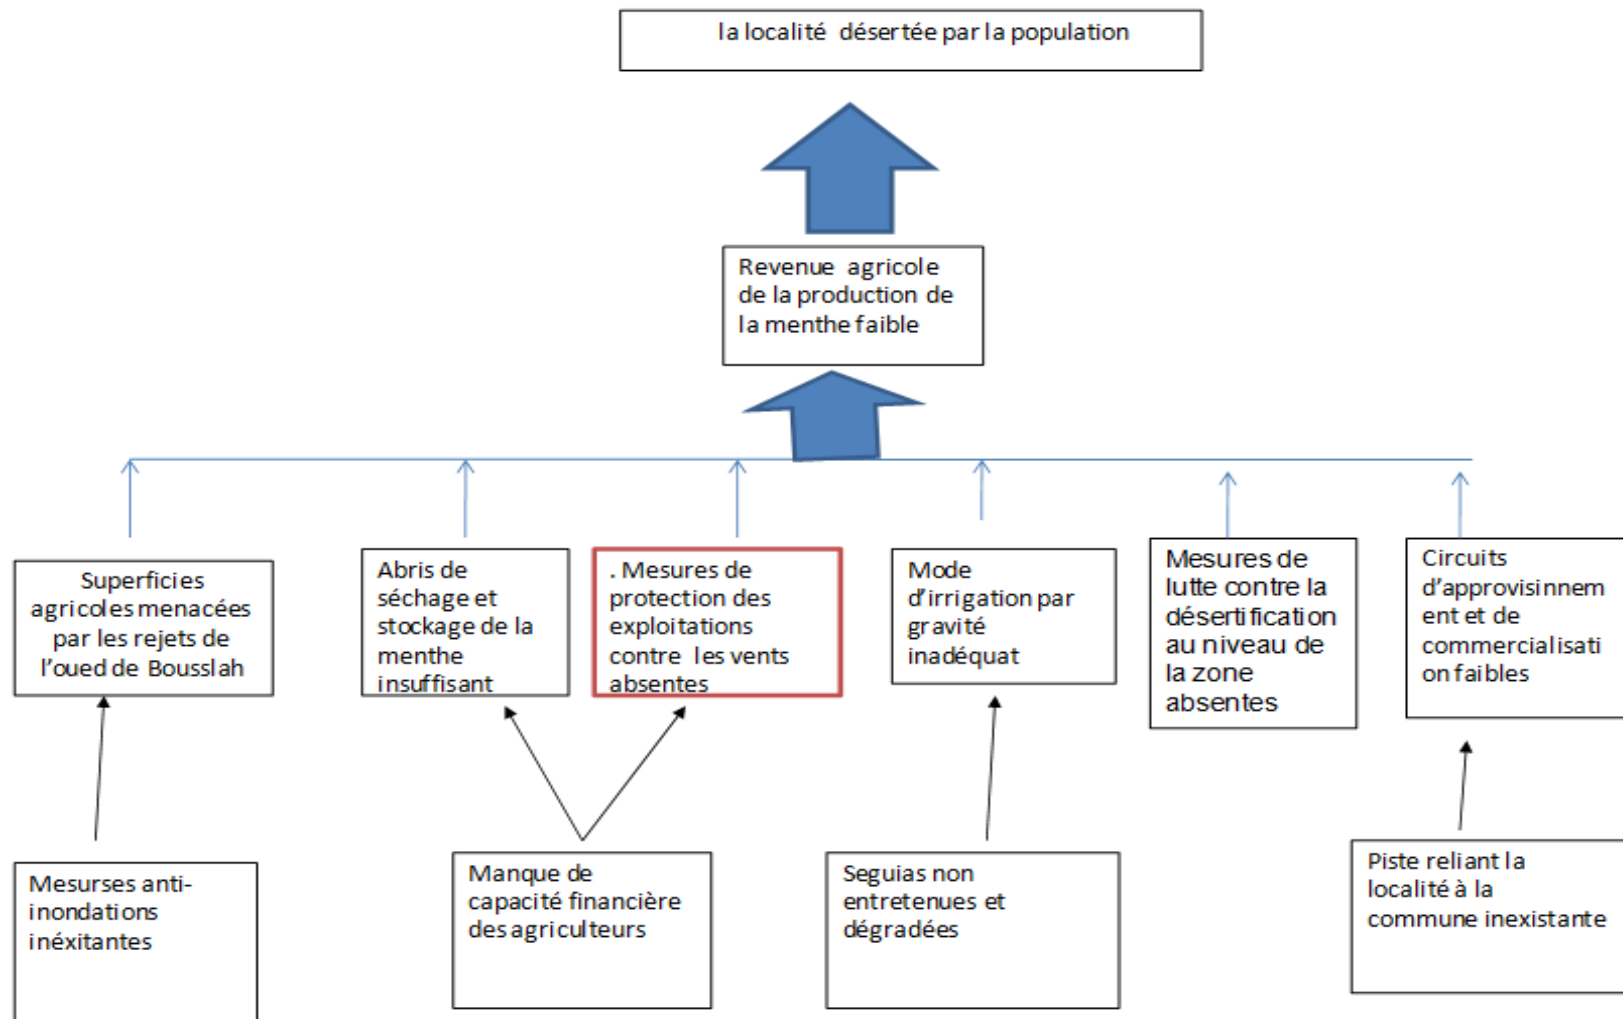 la localité désertée par la population
Revenue agricole
de la production de
la menthe faible
Superficies
agricoles menacées
par les rejets de
l'oued de Bousslah
Abris de
séchage et
stockage de la
menthe
insuffisant
. Mesures de
protection des
exploitations
contre les vents
absentes
Mode
d'irrigation par
gravité
inadéquat
Mesures de
lutte contre la
désertification
au niveau de
la zone
absentes
Circuits
d'approvisinnem
ent et de
commercialisati
on faibles
Mesurses anti-
inondations
inéxitantes
Manque de
capacité financière
des agriculteurs
Seguias non
entretenues et
dégradées
Piste reliant la
localité à la
commune inexistante